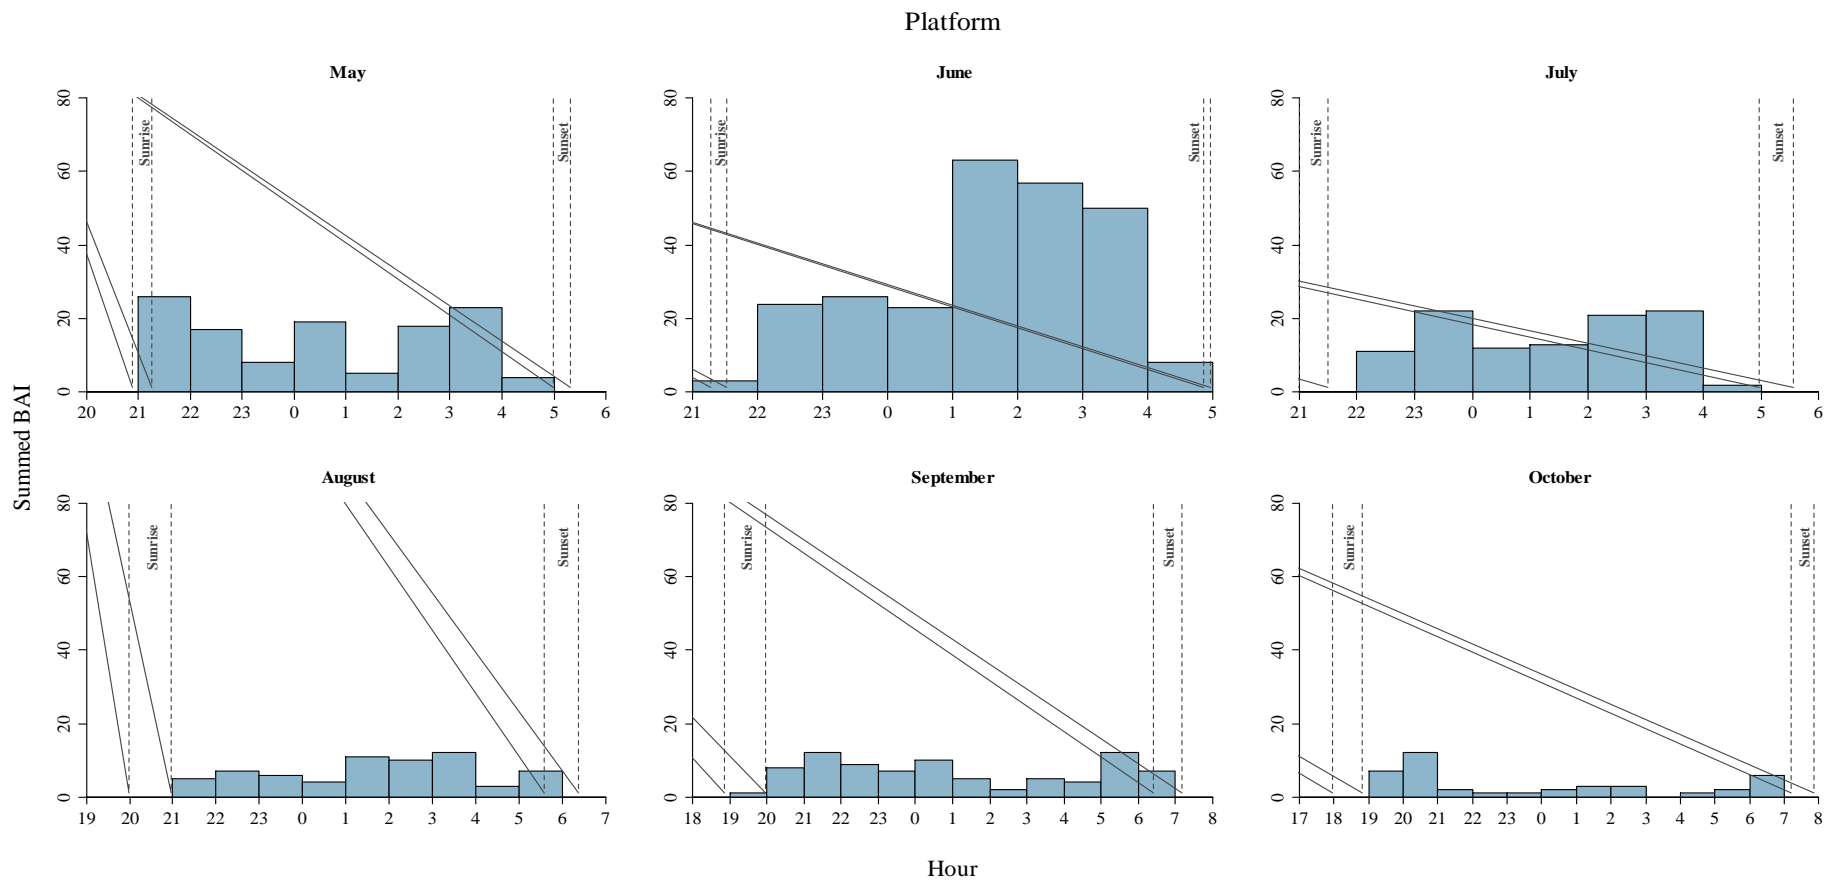 Platform
May
June
July
80
60
40
20
0
Sunrise
Sunset
20 21 22 23 0 1 2 3 4 5 6
80
60
40
20
0
Sunrise
Sunset
21 22 23 0 1 2 3 4 5
80
60
40
20
0
Sunrise
Sunset
21 22 23 0 1 2 3 4 5 6
Summed BAI
August
September
October
80
60
40
20
0
Sunrise
Sunset
19 20 21 22 23 0 1 2 3 4 5 6 7
80
60
40
20
0
Sunrise
Sunset
18 19 20 21 22 23 0 1 2 3 4 5 6 7 8
80
60
40
20
0
Sunrise
Sunset
17 18 19 20 21 22 23 0 1 2 3 4 5 6 7 8
Hour